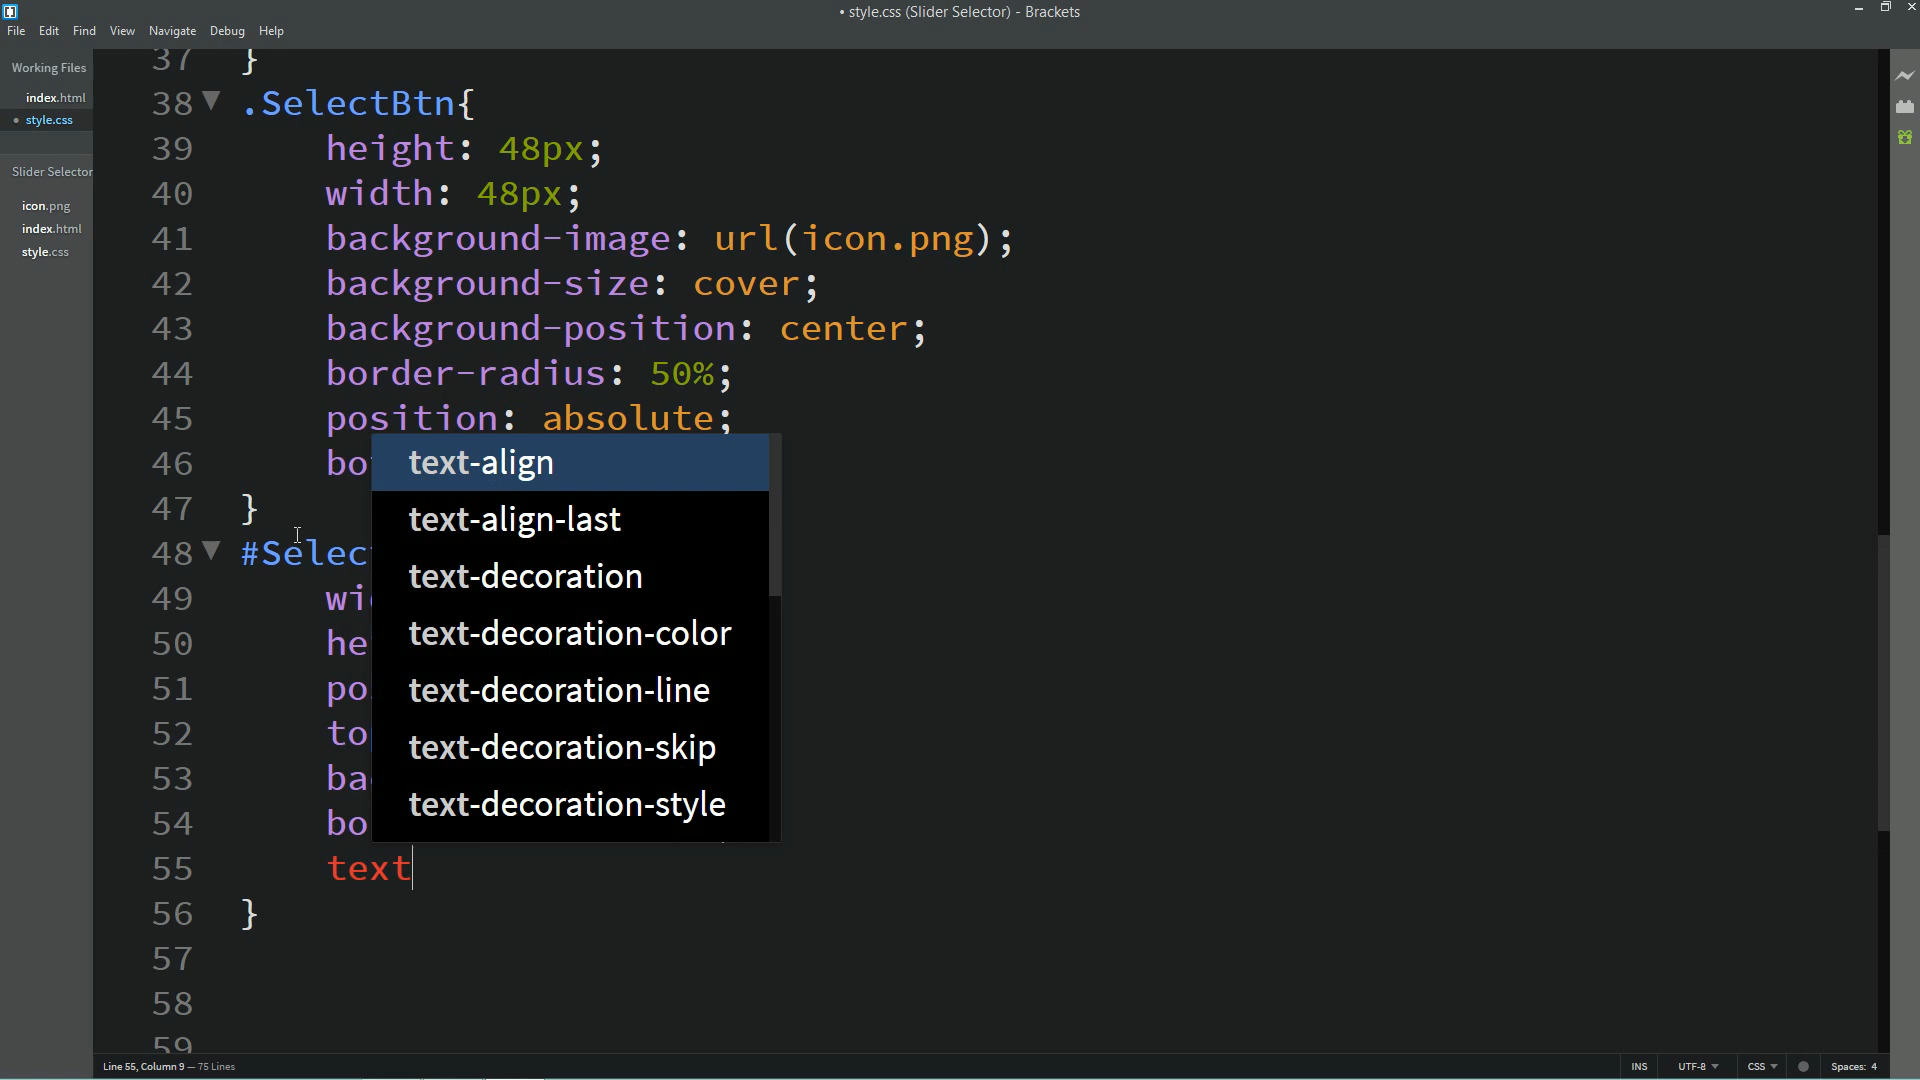 • style.css (Slider Selector) - Brackets
File Edit Find View Navigate Debug Help
Working Files
index.html
• style.css
Slider Selector
icon.png
index.html
style.css
37 }
38 ▼ .SelectBtn{
39 height: 48px;
40 width: 48px;
41 background-image: url(icon.png);
42 background-size: cover;
43 background-position: center;
44 border-radius: 50%;
45 position: absolute;
46 bo
47 }
48 ▼ #Selec
49 wi
50 he
51 po
52 to
53 ba
54 bo
55 text
56 }
57
58
59
text-align
text-align-last
text-decoration
text-decoration-color
text-decoration-line
text-decoration-skip
text-decoration-style
Line 55, Column 9 — 75 Lines
INS UTF-8 ▼ CSS ▼ Spaces: 4